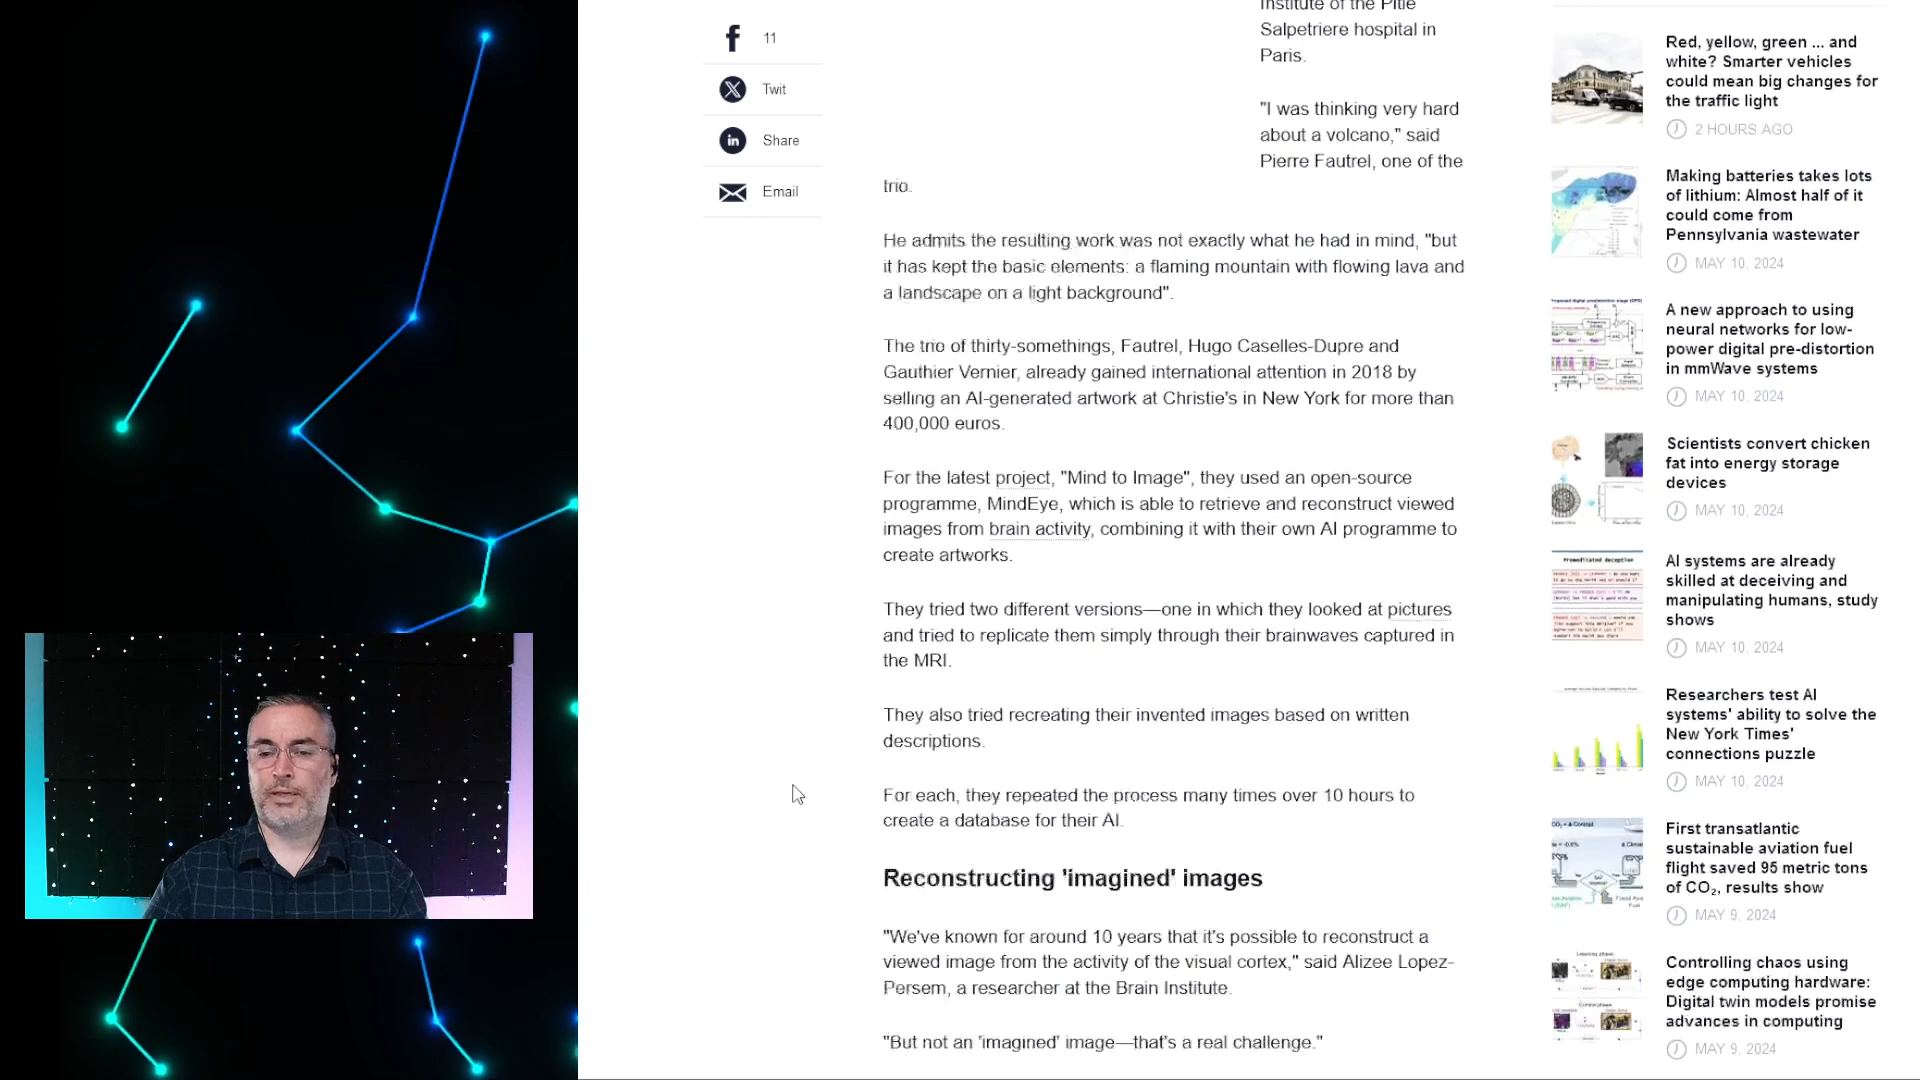 11
Twit
Share
Email
Institute of the Pitie
Salpetriere hospital in
Paris.
"I was thinking very hard
about a volcano," said
Pierre Fautrel, one of the
trio.
He admits the resulting work was not exactly what he had in mind, "but
it has kept the basic elements: a flaming mountain with flowing lava and
a landscape on a light background".
The trio of thirty-somethings, Fautrel, Hugo Caselles-Dupre and
Gauthier Vernier, already gained international attention in 2018 by
selling an AI-generated artwork at Christie's in New York for more than
400,000 euros.
For the latest project, "Mind to Image", they used an open-source
programme, MindEye, which is able to retrieve and reconstruct viewed
images from brain activity, combining it with their own AI programme to
create artworks.
They tried two different versions—one in which they looked at pictures
and tried to replicate them simply through their brainwaves captured in
the MRI.
They also tried recreating their invented images based on written
descriptions.
For each, they repeated the process many times over 10 hours to
create a database for their AI.
Reconstructing 'imagined' images
"We've known for around 10 years that it's possible to reconstruct a
viewed image from the activity of the visual cortex," said Alizee Lopez-
Persem, a researcher at the Brain Institute.
"But not an 'imagined' image—that's a real challenge."
Red, yellow, green ... and
white? Smarter vehicles
could mean big changes for
the traffic light
2 HOURS AGO
Making batteries takes lots
of lithium: Almost half of it
could come from
Pennsylvania wastewater
MAY 10, 2024
A new approach to using
neural networks for low-
power digital pre-distortion
in mmWave systems
MAY 10, 2024
Scientists convert chicken
fat into energy storage
devices
MAY 10, 2024
AI systems are already
skilled at deceiving and
manipulating humans, study
shows
MAY 10, 2024
Researchers test AI
systems' ability to solve the
New York Times'
connections puzzle
MAY 10, 2024
First transatlantic
sustainable aviation fuel
flight saved 95 metric tons
of CO₂, results show
MAY 9, 2024
Controlling chaos using
edge computing hardware:
Digital twin models promise
advances in computing
MAY 9, 2024